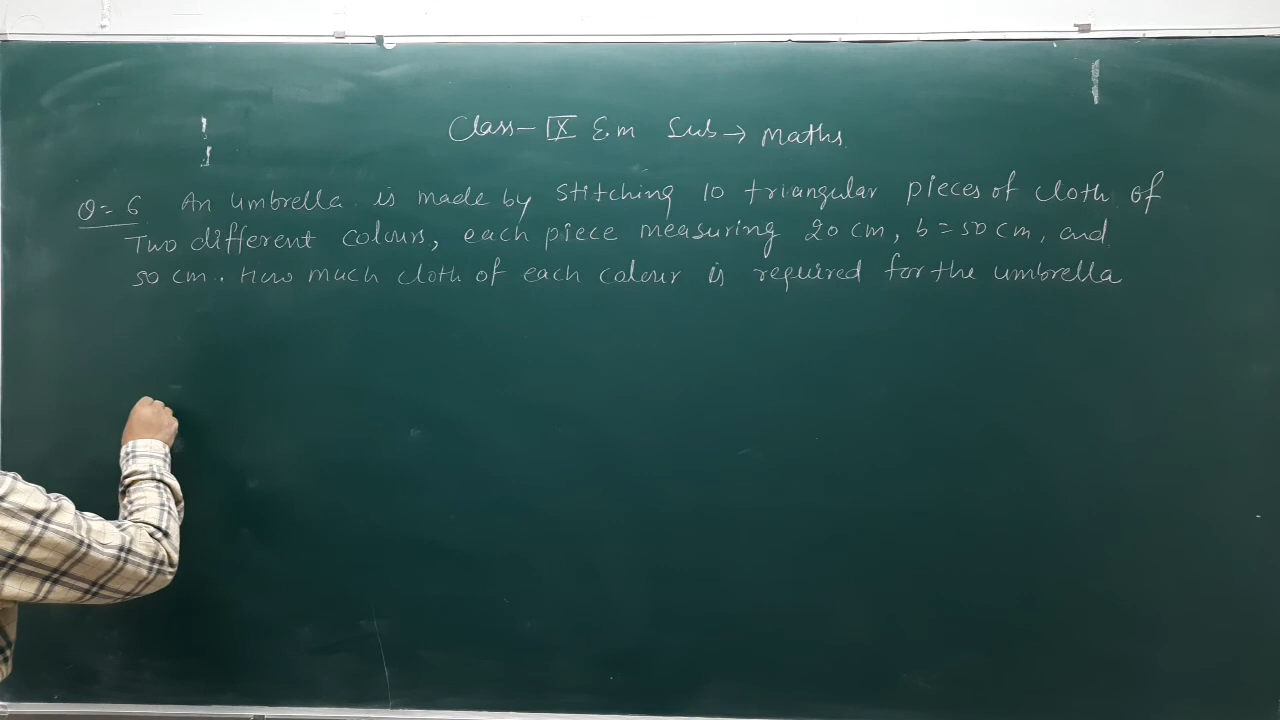 Class- IX E.m Sub → Maths
Q= 6 An umbrella is made by stitching 10 triangular pieces of cloth of
Two different colours, each piece measuring 20 cm, b = 50 cm, and
50 cm. How much cloth of each colour is required for the umbrella